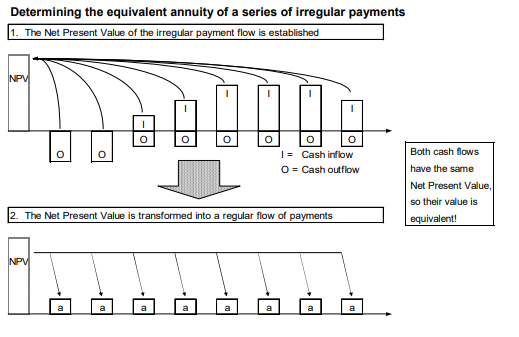 Determining the equivalent annuity of a series of irregular payments
1. The Net Present Value of the irregular payment flow is established
NPV
I I I
I I
I
O O O O O O
O O
I = Cash inflow
O = Cash outflow
Both cash flows
have the same
Net Present Value,
so their value is
equivalent!
2. The Net Present Value is transformed into a regular flow of payments
NPV
a a a a a a a a